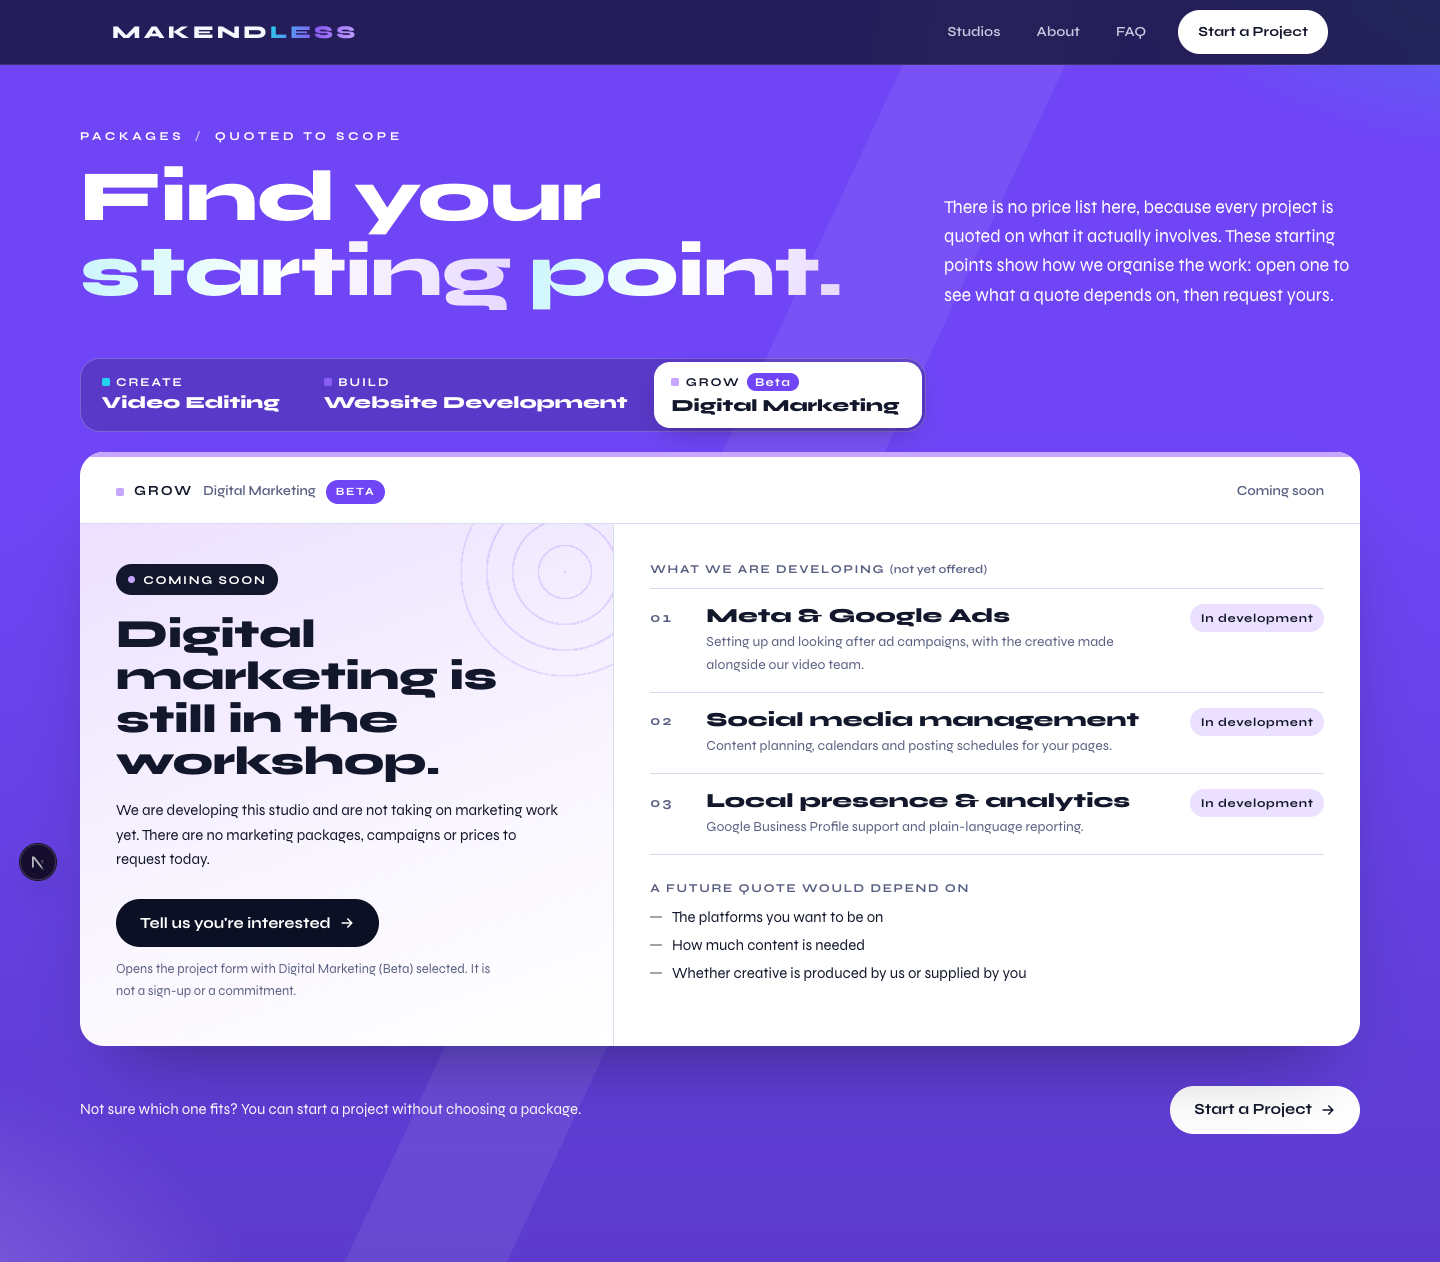 MAKENDLESS
Studios
About
FAQ
Start a Project
PACKAGES / QUOTED TO SCOPE
Find your
starting point.
There is no price list here, because every project is
quoted on what it actually involves. These starting
points show how we organise the work: open one to
see what a quote depends on, then request yours.
CREATE
Video Editing
BUILD
Website Development
GROW Beta
Digital Marketing
GROW Digital Marketing BETA
Coming soon
COMING SOON
Digital
marketing is
still in the
workshop.
We are developing this studio and are not taking on marketing work
yet. There are no marketing packages, campaigns or prices to
request today.
Tell us you're interested →
Opens the project form with Digital Marketing (Beta) selected. It is
not a sign-up or a commitment.
WHAT WE ARE DEVELOPING (not yet offered)
01 Meta & Google Ads In development
Setting up and looking after ad campaigns, with the creative made
alongside our video team.
02 Social media management In development
Content planning, calendars and posting schedules for your pages.
03 Local presence & analytics In development
Google Business Profile support and plain-language reporting.
A FUTURE QUOTE WOULD DEPEND ON
— The platforms you want to be on
— How much content is needed
— Whether creative is produced by us or supplied by you
N
Not sure which one fits? You can start a project without choosing a package.
Start a Project →